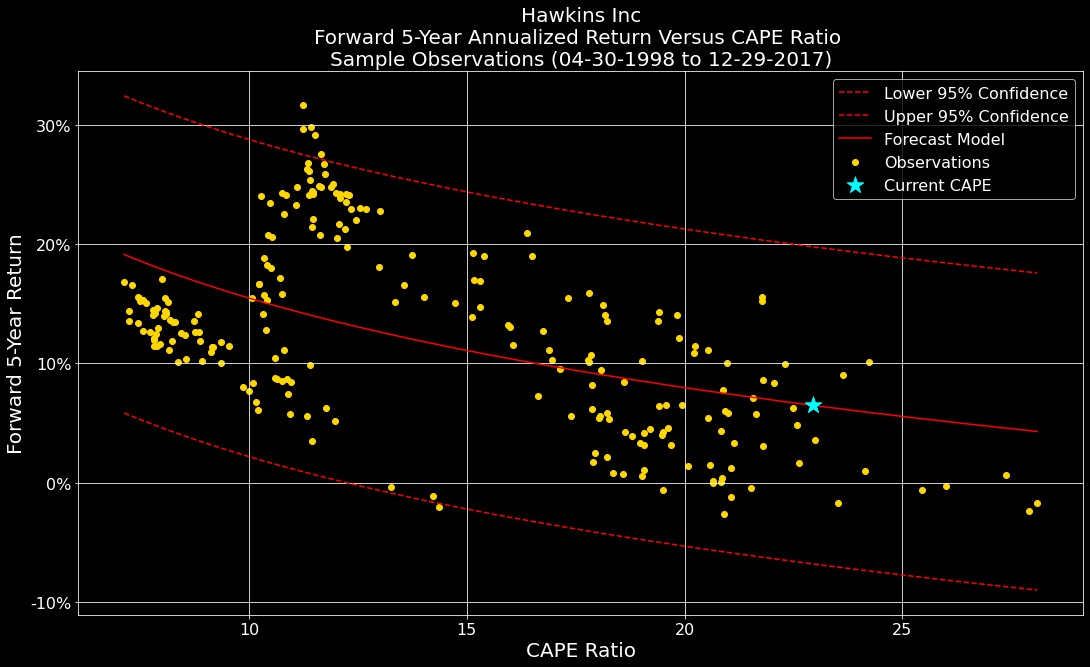 Hawkins Inc
Forward 5-Year Annualized Return Versus CAPE Ratio
Sample Observations (04-30-1998 to 12-29-2017)
Lower 95% Confidence
Upper 95% Confidence
Forecast Model
Observations
Current CAPE
Forward 5-Year Return
30%
20%
10%
0%
-10%
10
15
20
25
CAPE Ratio